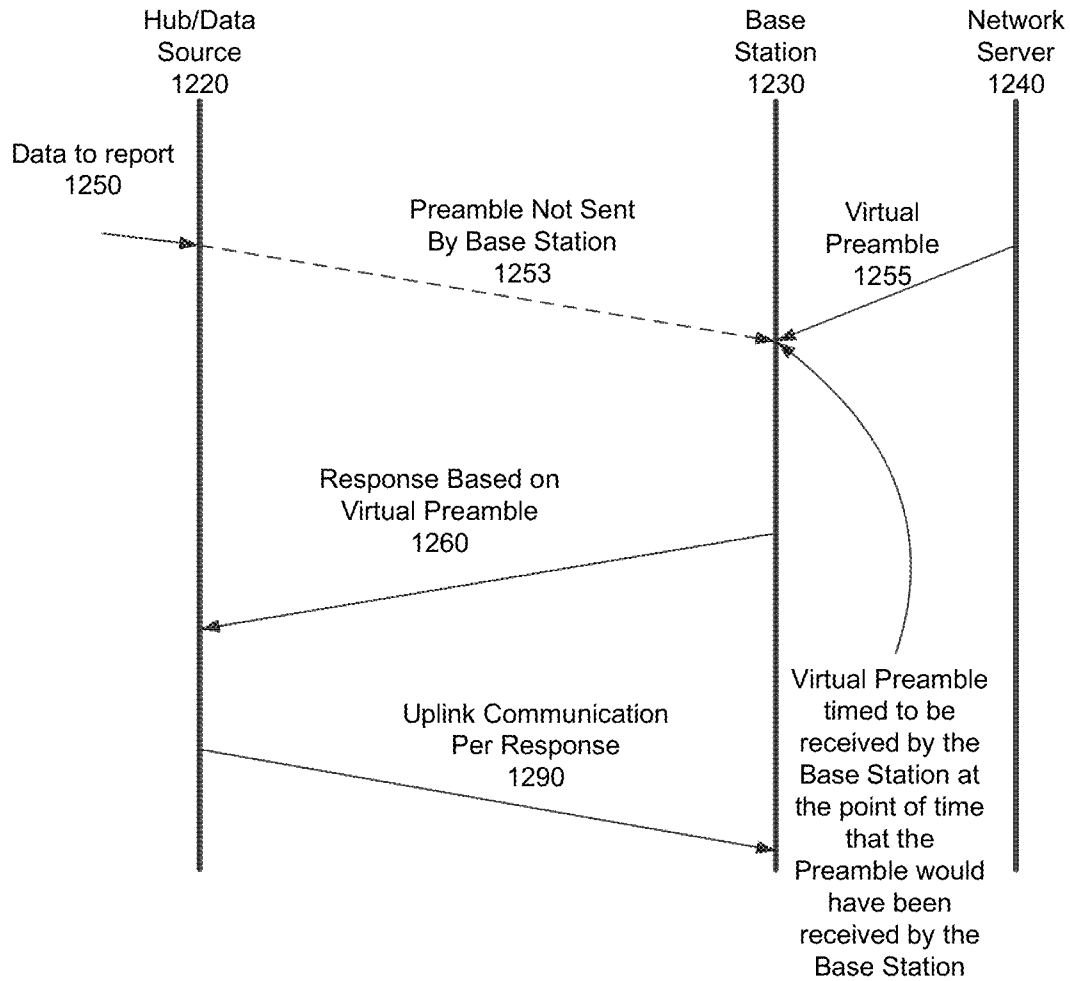 Hub/Data
Source
1220
Base
Station
1230
Network
Server
1240
Data to report
1250
Preamble Not Sent
By Base Station
1253
Virtual
Preamble
1255
Response Based on
Virtual Preamble
1260
Uplink Communication
Per Response
1290
Virtual Preamble
timed to be
received by the
Base Station at
the point of time
that the
Preamble would
have been
received by the
Base Station